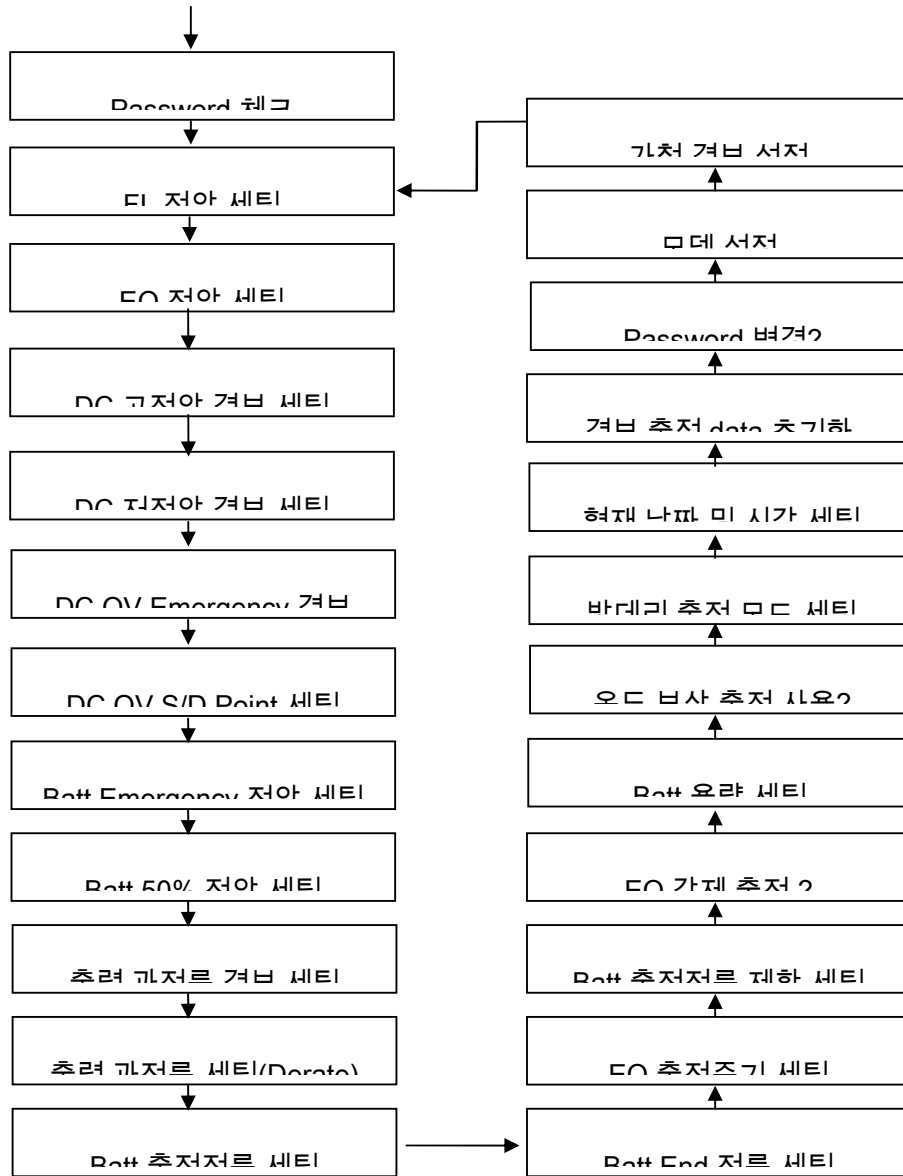 Password 체크
FL 전압 세팅
EQ 전압 세팅
DC 고전압 경보 세팅
DC 저전압 경보 세팅
DC OV Emergency 경보
DC OV S/D Point 세팅
Batt Emergency 전압 세팅
Batt 50% 전압 세팅
출력 과전류 경보 세팅
출력 과전류 세팅(Derate)
Batt 충전전류 세팅
가청 경보 설정
모뎀 설정
Password 변경?
경보 data 초기화
현재 날짜 및 시간 세팅
밧데리 충전 모드 세팅
온도 보상 충전 사용?
Batt 용량 세팅
EQ 강제 충전 ?
Batt 충전전류 제한 세팅
EQ 충전주기 세팅
Batt End 전류 세팅